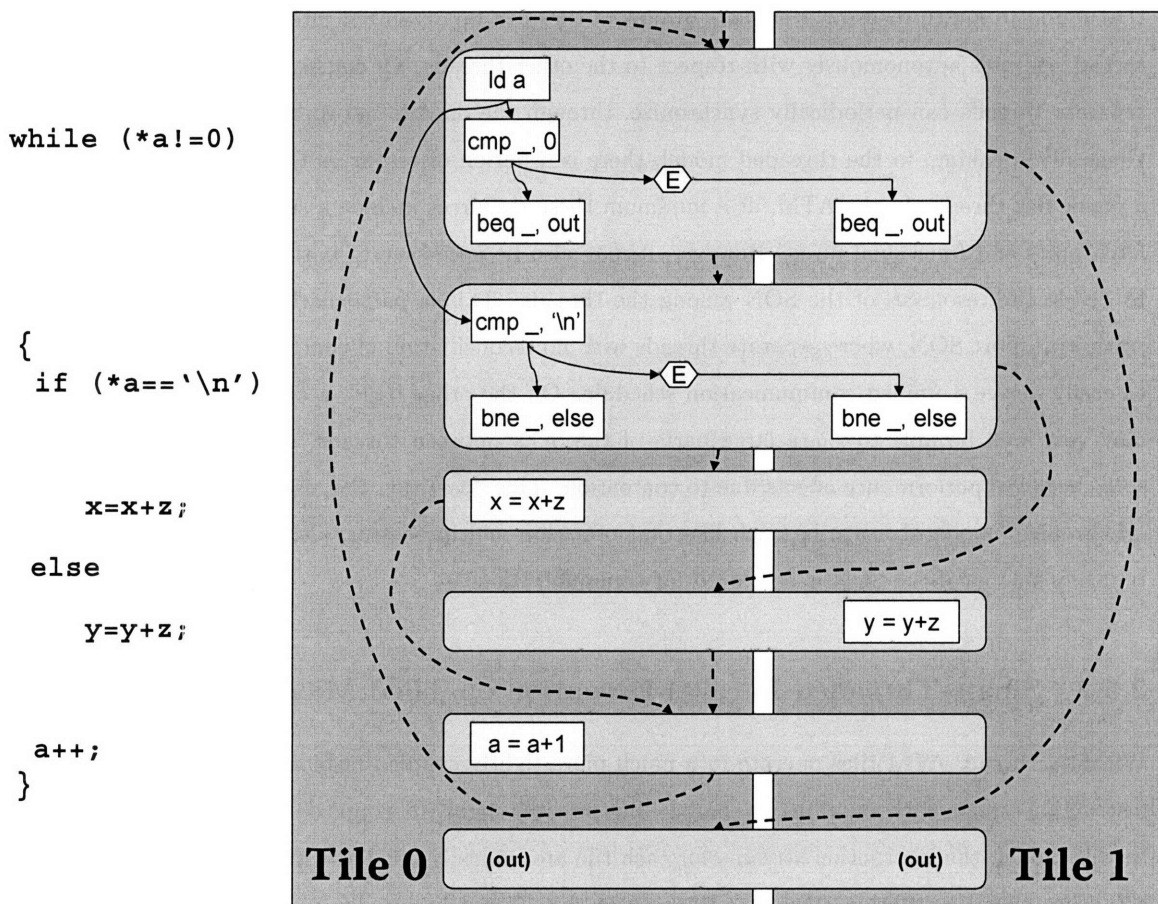 while (*a!=0)
{
if (*a=='\n')
x=x+z;
else
y=y+z;
a++;
}
ld a
cmp _, 0
E
beq _, out
beq _, out
cmp _, '\n'
E
bne _, else
bne _, else
x = x+z
y = y+z
a = a+1
Tile 0
(out)
(out)
Tile 1